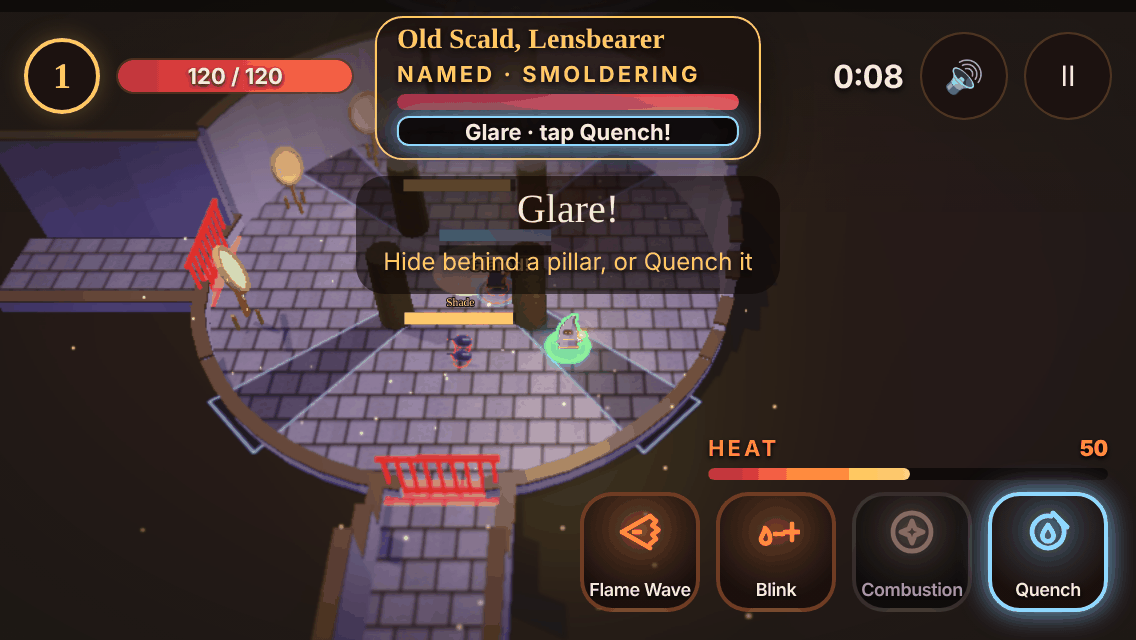 1
120 / 120
Old Scald, Lensbearer
NAMED · SMOLDERING
Glare · tap Quench!
0:08
Glare!
Hide behind a pillar, or Quench it
Shade
HEAT
50
Flame Wave
Blink
Combustion
Quench